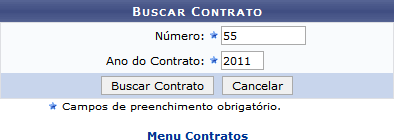 Buscar Contrato
Número: 55
Ano do Contrato: 2011
Buscar Contrato Cancelar
Campos de preenchimento obrigatório.
Menu Contratos